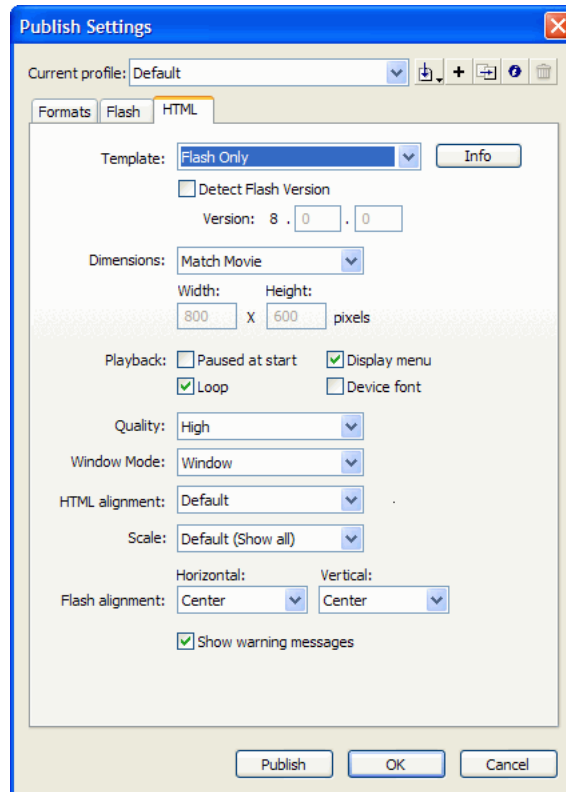 Publish Settings
Current profile: Default
Formats Flash HTML
Template: Flash Only Info
Detect Flash Version
Version: 8 . 0 . 0
Dimensions: Match Movie
Width: Height:
800 X 600 pixels
Playback: Paused at start Display menu
Loop Device font
Quality: High
Window Mode: Window
HTML alignment: Default
Scale: Default (Show all)
Horizontal: Vertical:
Flash alignment: Center Center
Show warning messages
Publish OK Cancel